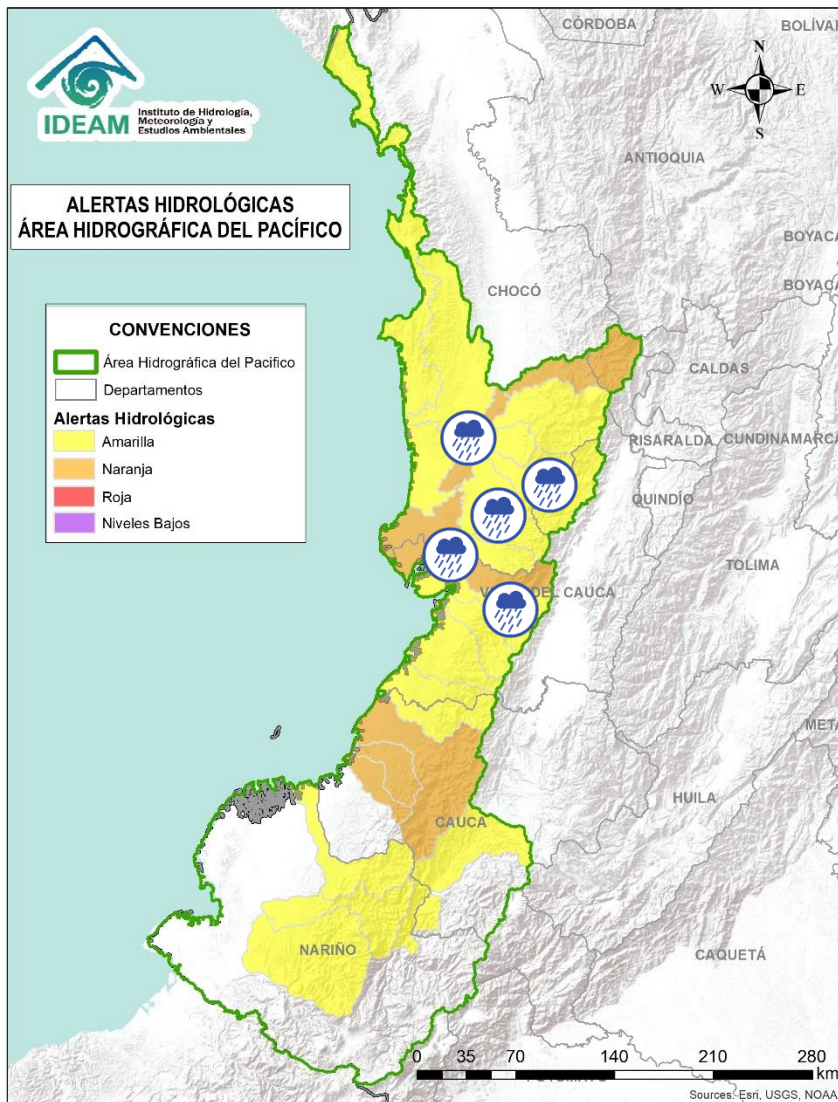 CÓRDOBA
BOLÍVAR
IDEAM
Instituto de Hidrología,
Meteorología y
Estudios Ambientales
N
W
E
S
ANTIOQUIA
ALERTAS HIDROLÓGICAS
ÁREA HIDROGRÁFICA DEL PACÍFICO
BOYACÁ
BOYACÁ
CHOCÓ
CONVENCIONES
Área Hidrográfica del Pacifico
Departamentos
Alertas Hidrológicas
Amarilla
Naranja
Roja
Niveles Bajos
CALDAS
RISARALDA
CUNDINAMARCA
QUINDÍO
TOLIMA
DEL CAUCA
META
HUILA
CAUCA
NARIÑO
CAQUETÁ
0 35 70 140 210 280
km
Sources: Esri, USGS, NOAA